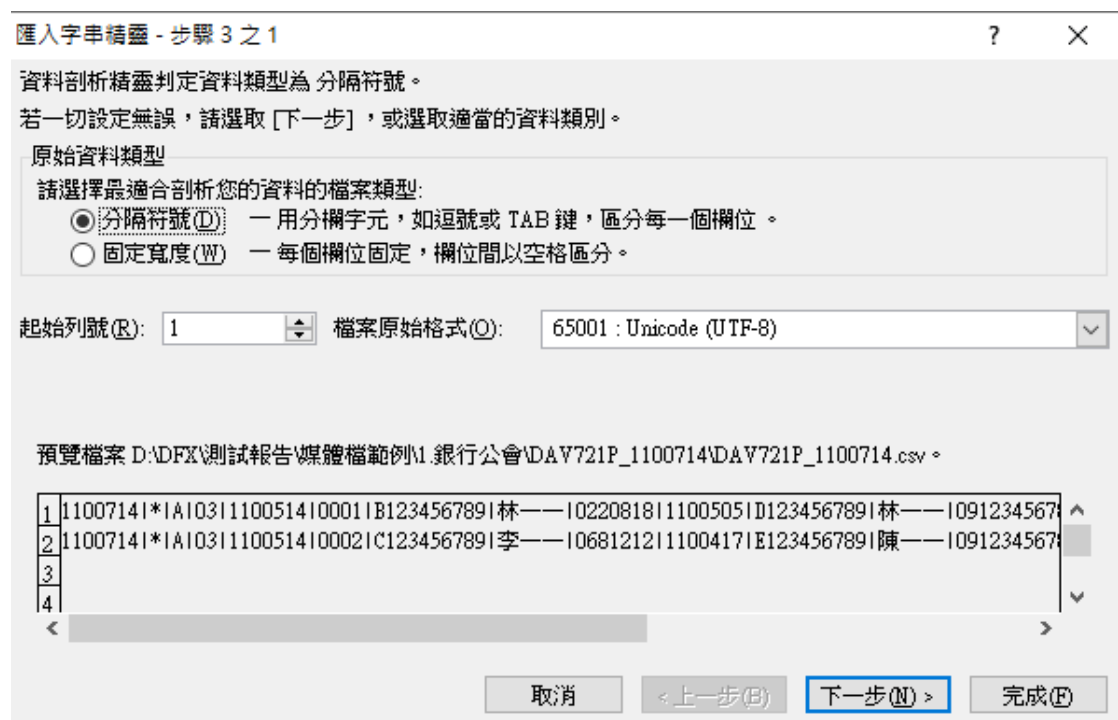 匯入字串精靈 - 步驟 3 之 1 ?
資料剖析精靈判定資料類型為 分隔符號。
若一切設定無誤，請選取 [下一步]，或選取適當的資料類別。
原始資料類型
請選擇最適合剖析您的資料的檔案類型:
分隔符號(D) 一 用分欄字元，如逗號或 TAB 鍵，區分每一個欄位 。
固定寬度(W) 一 每個欄位固定，欄位間以空格區分。
起始列號(R): 1 檔案原始格式(O): 65001 : Unicode (UTF-8)
預覽檔案 D:\DFX\測試報告\媒體檔範例\1.銀行公會\DAV721P_1100714\DAV721P_1100714.csv。
1 1100714|*|A|03|1100514|0001|B123456789|林一一|0220818|1100505|D123456789|林一一|091234567
2 1100714|*|A|03|1100514|0002|C123456789|李一一|0681212|1100417|E123456789|陳一一|091234567
3
4
取消 <上一步(B) 下一步(N) > 完成(F)